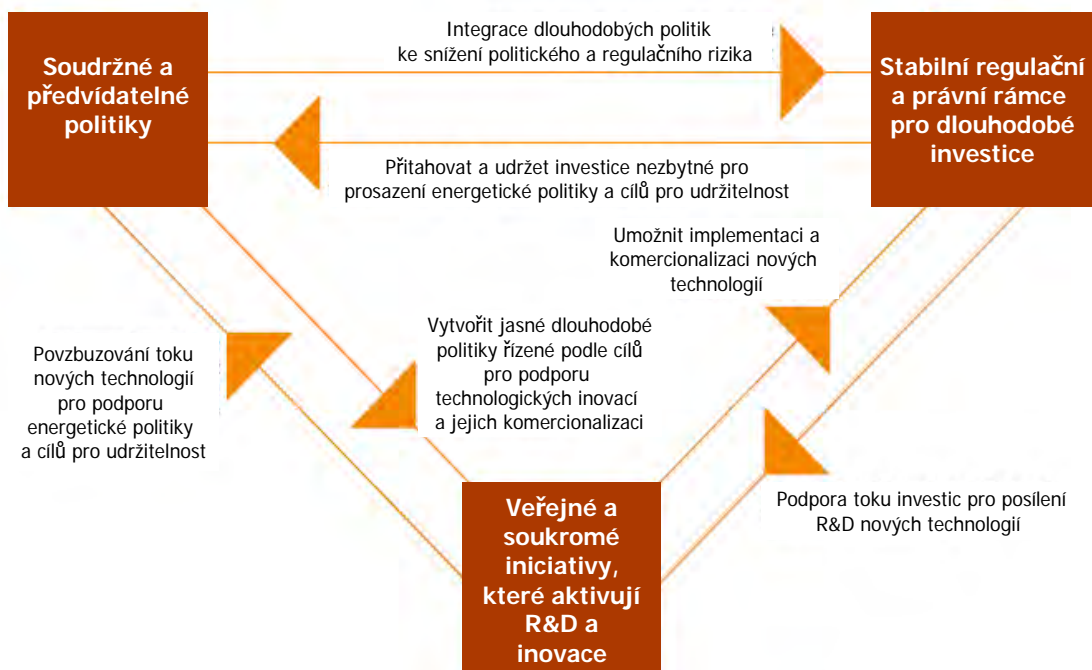 Integrace dlouhodobých politik
ke snížení politického a regulačního rizika
Soudržné a
předvídatelné
politiky
Stabilní regulační
a právní rámce
pro dlouhodobé
investice
Přitahovat a udržet investice nezbytné pro
prosazení energetické politiky a cílů pro udržitelnost
Umožnit implementaci a
komercionalizaci nových
technologií
Povzbuzování toku
nových technologií
pro podporu
energetické politiky
a cílů pro udržitelnost
Vytvořit jasné dlouhodobé
politiky řízené podle cílů
pro podporu
technologických inovací
a jejich komercionalizaci
Podpora toku investic pro posílení
R&D nových technologií
Veřejné a
soukromé
iniciativy,
které aktivují
R&D a
inovace